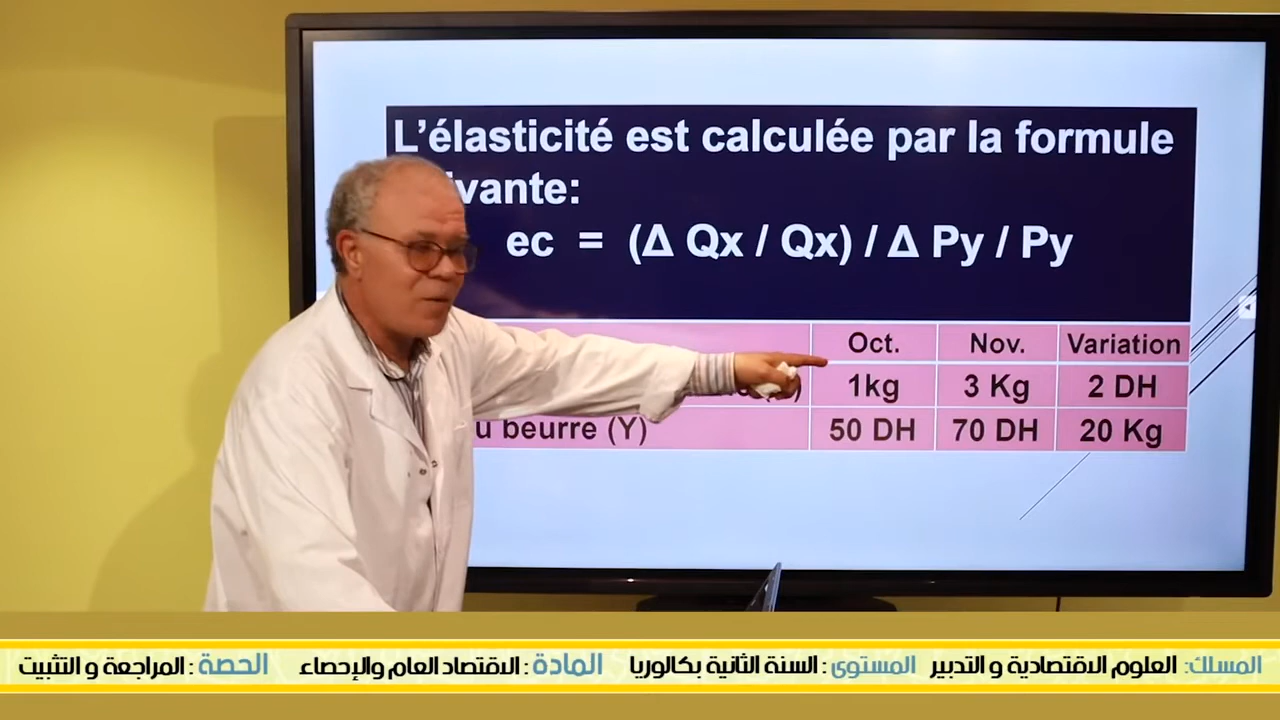 L'élasticité est calculée par la formule
vante:
ec = (Δ Qx / Qx) / Δ Py / Py
Oct. Nov. Variation
1kg 3 Kg 2 DH
u beurre (Y) 50 DH 70 DH 20 Kg
المسلك: العلوم الاقتصادية و التدبير المستوى : السنة الثانية بكالوريا المادة : الاقتصاد العام والإحصاء الحصة : المراجعة و التثبيت